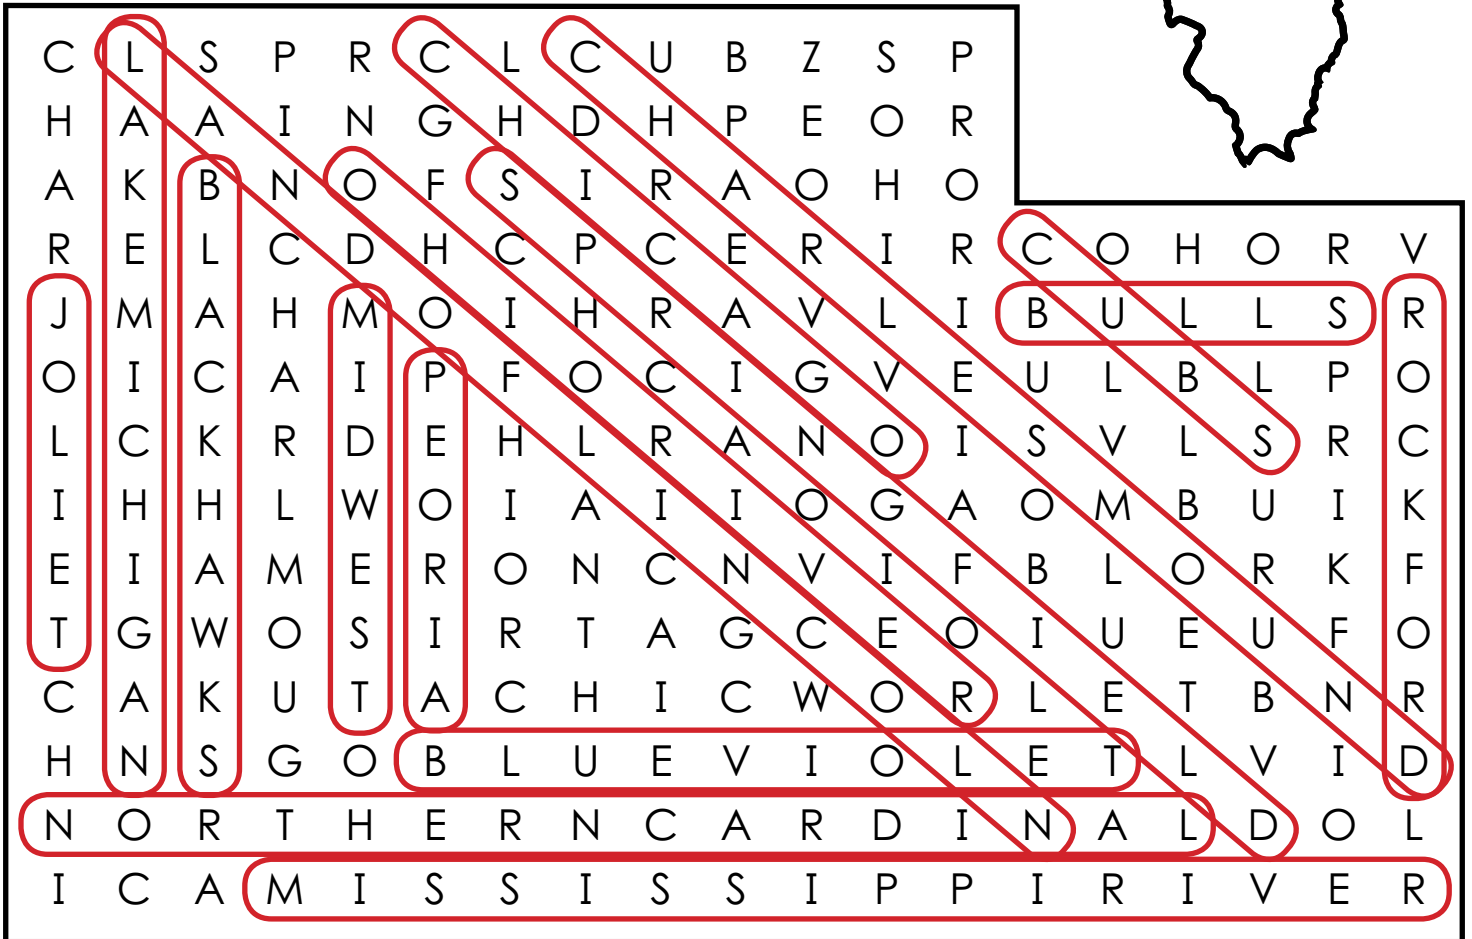 C L S P R C L C U B Z S P
H A A I N G H D H P E O R
A K B N O F S I R A O H O
R E L C D H C P C E R I R C O H O R V
J M A H M O I H R A V L I B U L L S R
O I C A I P F O C I G V E U L B L P O
L C K R D E H L R A N O I S V L S R C
I H H L W O I A I I O G A O M B U I K
E I A M E R O N C N V I F B L O R K F
T G W O S I R T A G C E O I U E U F O
C A K U T A C H I C W O R L E T B N R
H N S G O B L U E V I O L E T L V I D
N O R T H E R N C A R D I N A L D O L
I C A M I S S I S S I P P I R I V E R